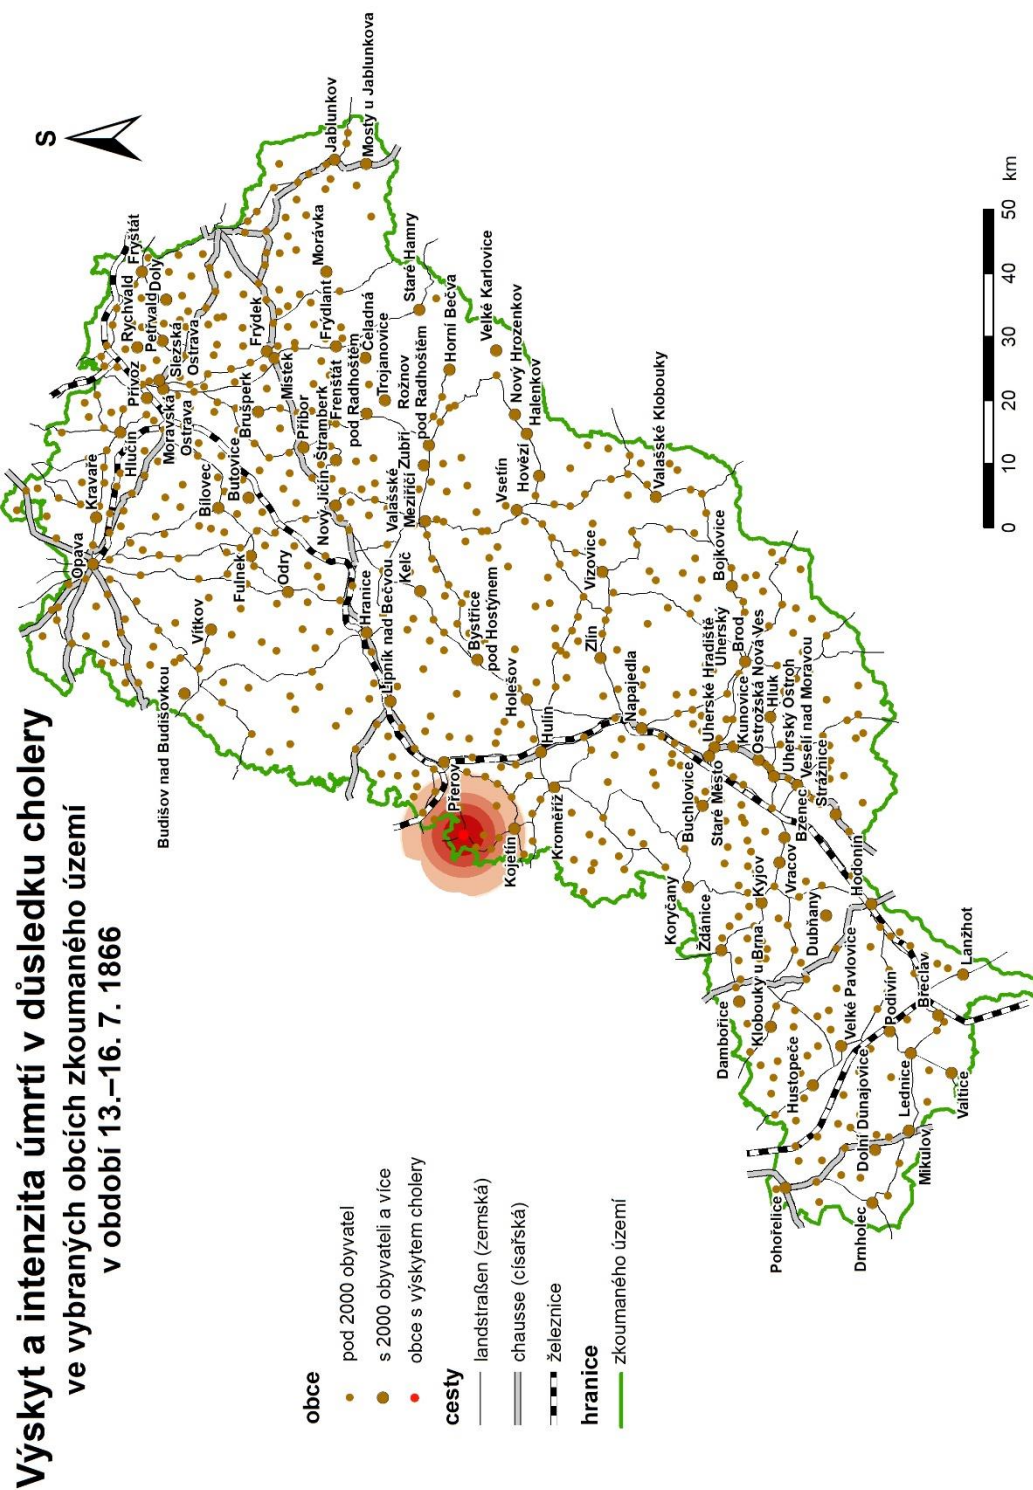 Výskyt a intenzita úmrtí v důsledku cholery
ve vybraných obcích zkoumaného území
v období 13.–16. 7. 1866
S
obce
pod 2000 obyvatel
s 2000 obyvateli a více
obce s výskytem cholery
cesty
landstraßen (zemská)
chausse (císařská)
železnice
hranice
zkoumaného území
0 10 20 30 40 50 km
Opava
Kravaře
Hlučín
Přívoz
Rychvald
Fryštát
Petřvald
Doly
Slezská
Ostrava
Moravská
Ostrava
Budišov nad Budišovkou
Vítkov
Bílovec
Butovice
Brušperk
Frýdek
Místek
Fulnek
Odry
Příbor
Štramberk
Nový Jičín
Frenštát
pod Radhoštěm
Frýdlant
Morávka
Jablunkov
Mosty u Jablunkova
Čeladná
Trojanovice
Staré Hamry
Hranice
Lipník nad Bečvou
Kelč
Valašské
Meziříčí
Zubří
Rožnov
pod Radhoštěm
Horní Bečva
Velké Karlovice
Nový Hrozenkov
Halenkov
Hovězí
Vsetín
Bystřice
pod Hostýnem
Přerov
Kojetín
Holešov
Hulín
Kroměříž
Zlín
Vizovice
Napajedla
Valašské Klobouky
Bojkovice
Uherský
Brod
Uherské Hradiště
Kunovice
Ostrožská Nová Ves
Hluk
Uherský Ostroh
Veselí nad Moravou
Strážnice
Bzenec
Buchlovice
Staré Město
Vracov
Kyjov
Koryčany
Ždánice
Dubňany
Hodonín
Dambořice
Klobouky u Brna
Velké Pavlovice
Hustopeče
Podivín
Břeclav
Lanžhot
Pohořelice
Dolní Dunajovice
Lednice
Valtice
Mikulov
Drnholec